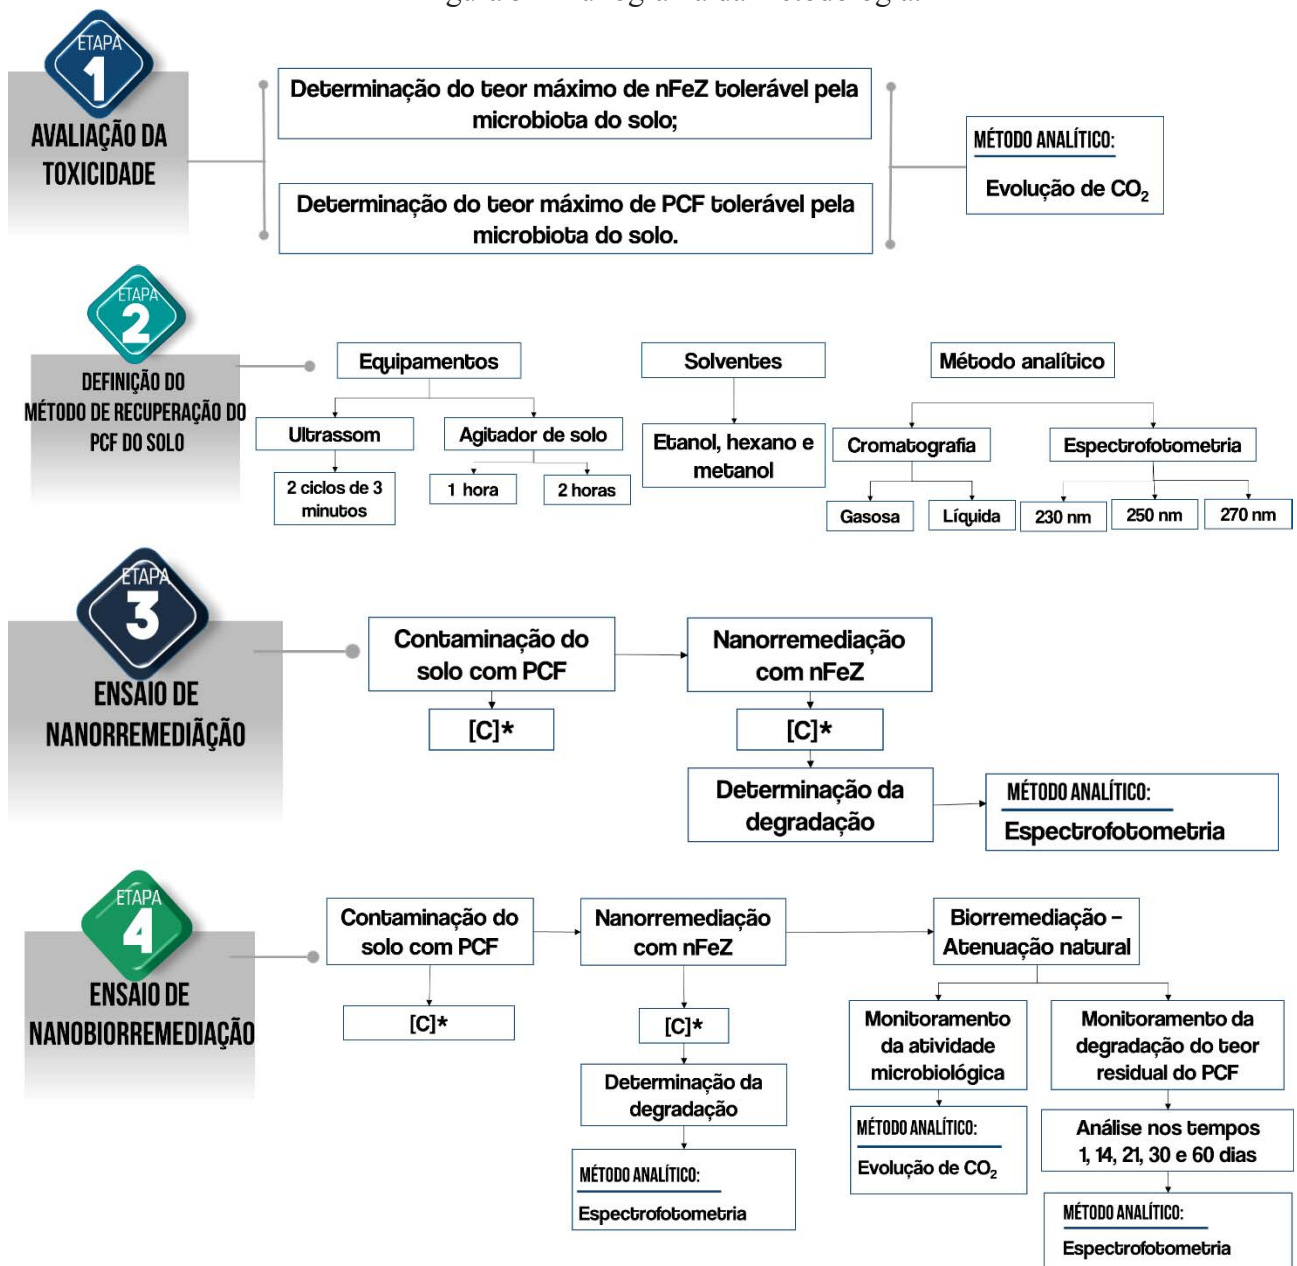 ETAPA
1
AVALIAÇÃO DA
TOXICIDADE
Determinação do teor máximo de nFeZ tolerável pela
microbiota do solo;
Determinação do teor máximo de PCF tolerável pela
microbiota do solo.
MÉTODO ANALÍTICO:
Evolução de CO₂
ETAPA
2
DEFINIÇÃO DO
MÉTODO DE RECUPERAÇÃO DO
PCF DO SOLO
Equipamentos
Ultrassom
2 ciclos de 3
minutos
Agitador de solo
1 hora
2 horas
Solventes
Etanol, hexano e
metanol
Método analítico
Cromatografia
Gasosa
Líquida
Espectrofotometria
230 nm
250 nm
270 nm
ETAPA
3
ENSAIO DE
NANORREMEDIÃÇÃO
Contaminação do
solo com PCF
[C]*
Nanorremediação
com nFeZ
[C]*
Determinação da
degradação
MÉTODO ANALÍTICO:
Espectrofotometria
ETAPA
4
ENSAIO DE
NANOBIORREMEDIAÇÃO
Contaminação do
solo com PCF
[C]*
Nanorremediação
com nFeZ
[C]*
Determinação da
degradação
MÉTODO ANALÍTICO:
Espectrofotometria
Biorremediação –
Atenuação natural
Monitoramento
da atividade
microbiológica
MÉTODO ANALÍTICO:
Evolução de CO₂
Monitoramento da
degradação do teor
residual do PCF
Análise nos tempos
1, 14, 21, 30 e 60 dias
MÉTODO ANALÍTICO:
Espectrofotometria